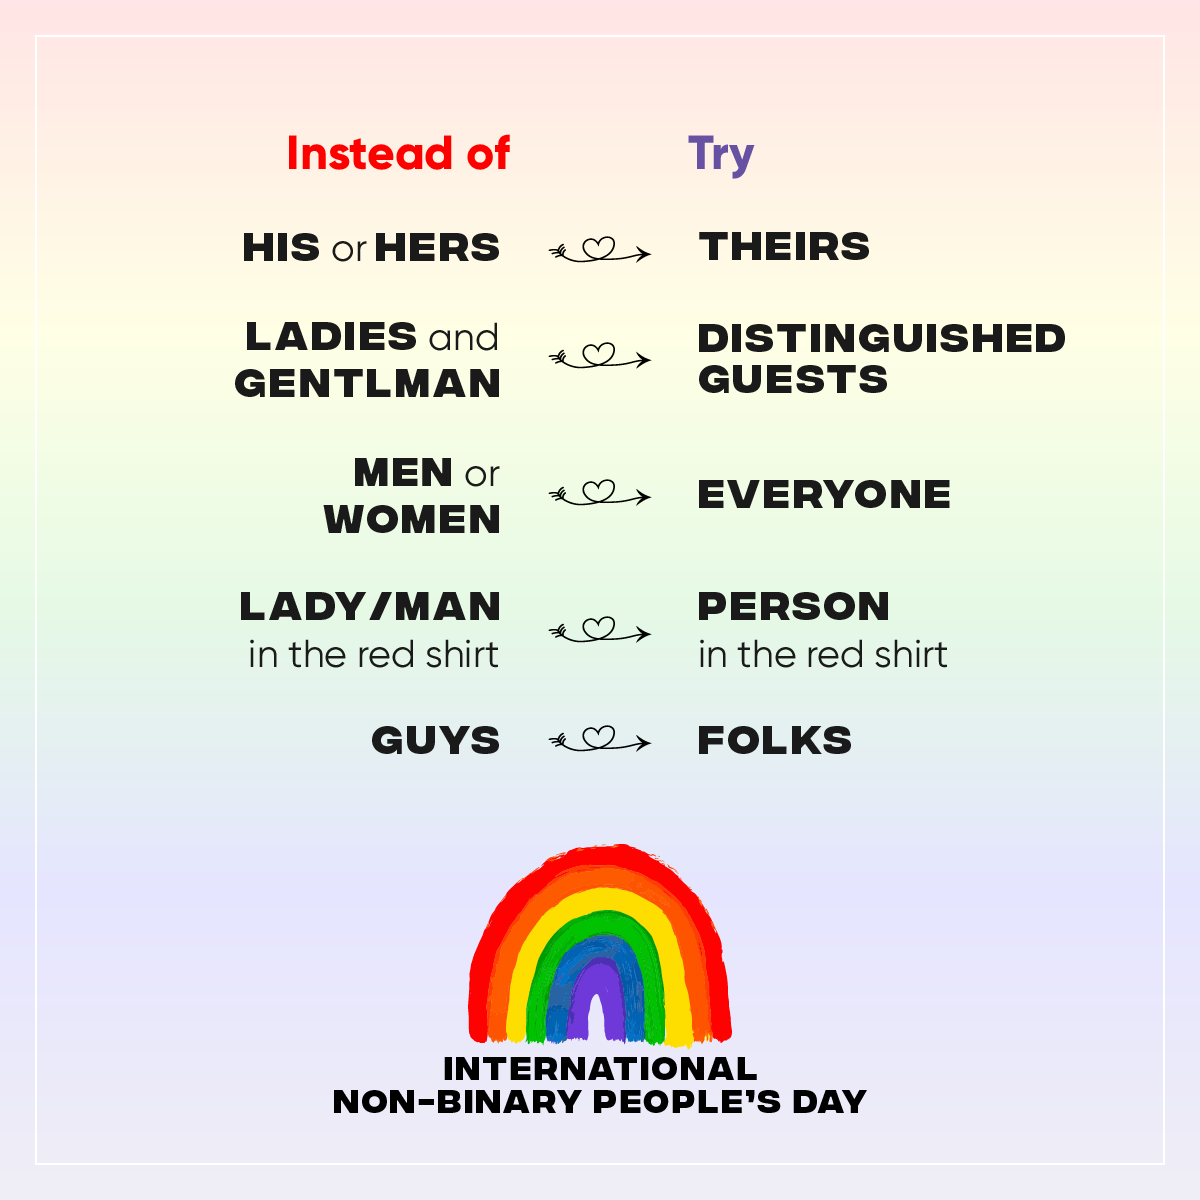 Instead of Try
HIS or HERS THEIRS
LADIES and
GENTLMAN
DISTINGUISHED
GUESTS
MEN or
WOMEN
EVERYONE
LADY/MAN
in the red shirt
PERSON
in the red shirt
GUYS FOLKS
INTERNATIONAL
NON-BINARY PEOPLE'S DAY